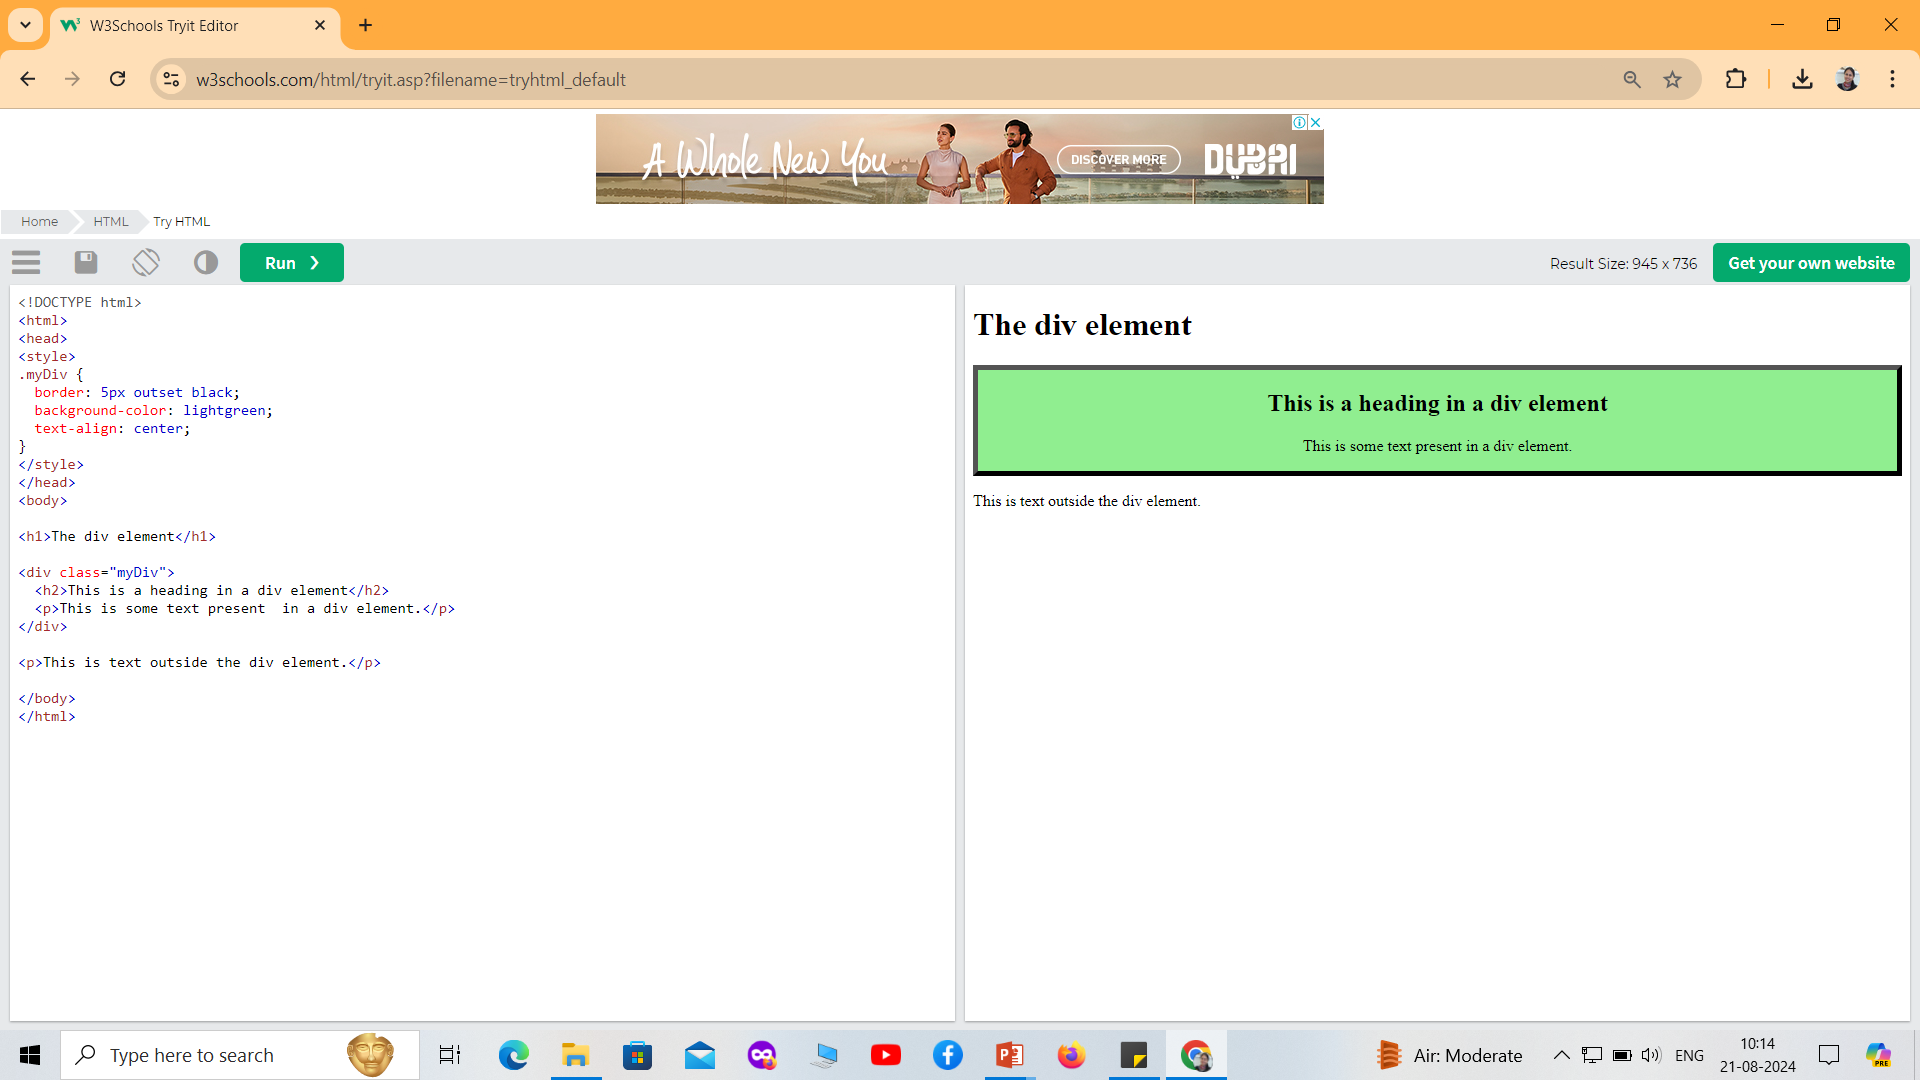 W3Schools Tryit Editor
w3schools.com/html/tryit.asp?filename=tryhtml_default
A Whole New You
DISCOVER MORE
DUBAI
Home
HTML
Try HTML
Run ❯
Result Size: 945 x 736
Get your own website
<!DOCTYPE html>
<html>
<head>
<style>
.myDiv {
  border: 5px outset black;
  background-color: lightgreen;
  text-align: center;
}
</style>
</head>
<body>

<h1>The div element</h1>

<div class="myDiv">
  <h2>This is a heading in a div element</h2>
  <p>This is some text present  in a div element.</p>
</div>

<p>This is text outside the div element.</p>

</body>
</html>
The div element
This is a heading in a div element
This is some text present in a div element.
This is text outside the div element.
Type here to search
Air: Moderate
ENG
10:14
21-08-2024
PRE